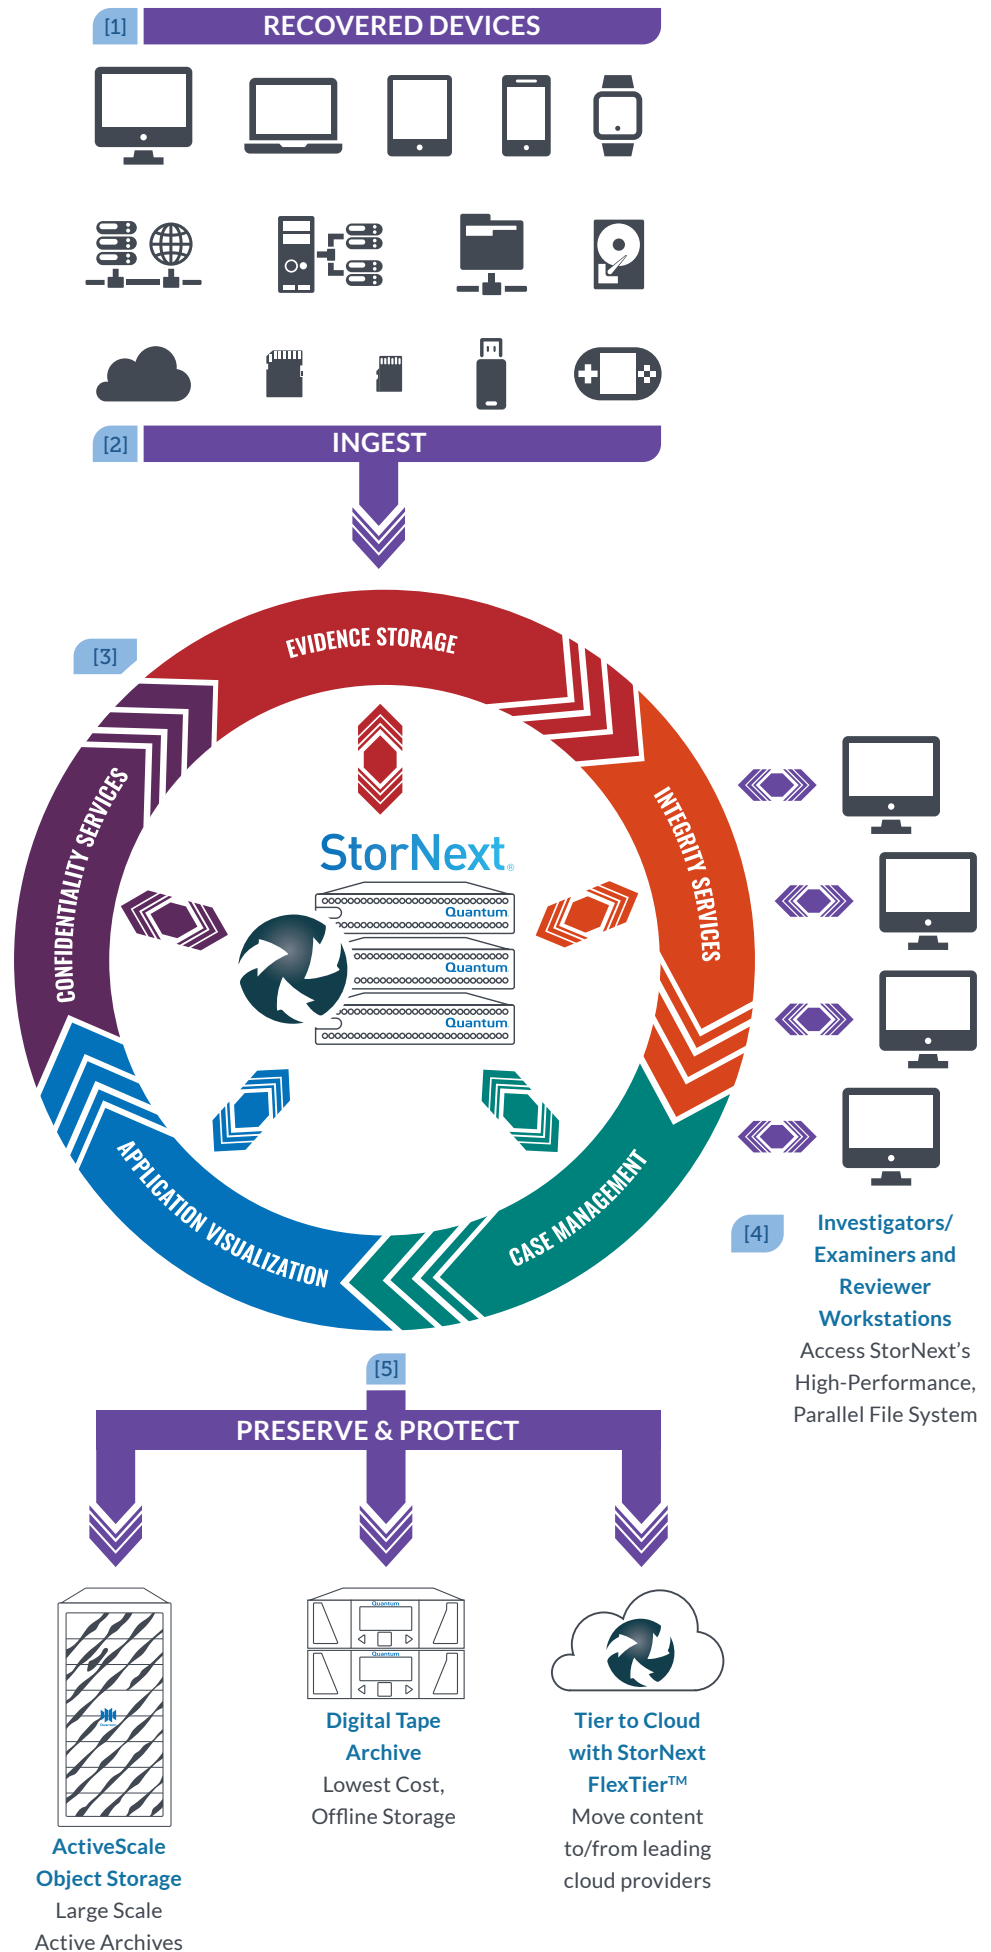 [1] RECOVERED DEVICES
[2] INGEST
[3]
EVIDENCE STORAGE
INTEGRITY SERVICES
CASE MANAGEMENT
APPLICATION VISUALIZATION
CONFIDENTIALITY SERVICES
StorNext®
Quantum
Quantum
Quantum
[4] Investigators/
Examiners and
Reviewer
Workstations
Access StorNext’s
High-Performance,
Parallel File System
[5]
PRESERVE & PROTECT
Quantum
ActiveScale
Object Storage
Large Scale
Active Archives
Quantum
Quantum
Digital Tape
Archive
Lowest Cost,
Offline Storage
Tier to Cloud
with StorNext
FlexTier™
Move content
to/from leading
cloud providers